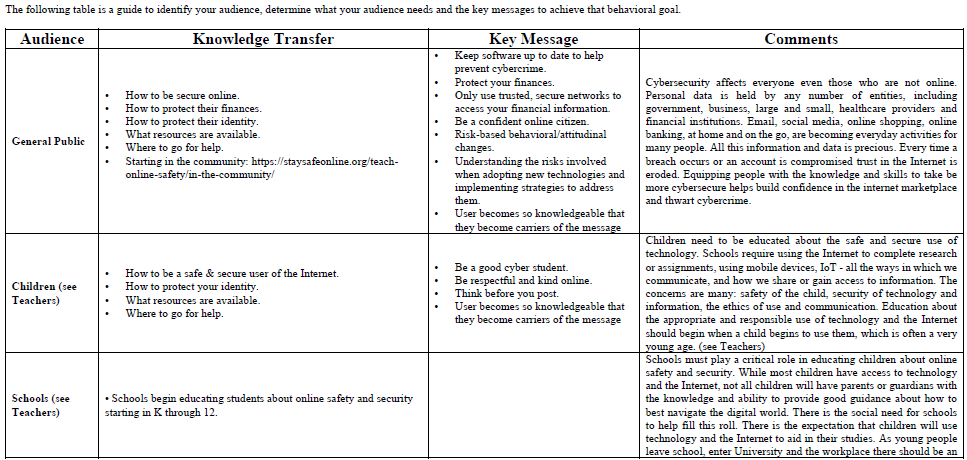 The following table is a guide to identify your audience, determine what your audience needs and the key messages to achieve that behavioral goal.
Audience
Knowledge Transfer
Key Message
Comments
General Public
• How to be secure online.
• How to protect their finances.
• How to protect their identity.
• What resources are available.
• Where to go for help.
• Starting in the community: https://staysafeonline.org/teach-
online-safety/in-the-community/
• Keep software up to date to help
prevent cybercrime.
• Protect your finances.
• Only use trusted, secure networks to
access your financial information.
• Be a confident online citizen.
• Risk-based behavioral/attitudinal
changes.
• Understanding the risks involved
when adopting new technologies and
implementing strategies to address
them.
• User becomes so knowledgeable that
they become carriers of the message
Cybersecurity affects everyone even those who are not online.
Personal data is held by any number of entities, including
government, business, large and small, healthcare providers and
financial institutions. Email, social media, online shopping, online
banking, at home and on the go, are becoming everyday activities for
many people. All this information and data is precious. Every time a
breach occurs or an account is compromised trust in the Internet is
eroded. Equipping people with the knowledge and skills to take be
more cybersecure helps build confidence in the internet marketplace
and thwart cybercrime.
Children (see
Teachers)
• How to be a safe & secure user of the Internet.
• How to protect your identity.
• What resources are available.
• Where to go for help.
• Be a good cyber student.
• Be respectful and kind online.
• Think before you post.
• User becomes so knowledgeable that
they become carriers of the message
Children need to be educated about the safe and secure use of
technology. Schools require using the Internet to complete research
or assignments, using mobile devices, IoT - all the ways in which we
communicate, and how we share or gain access to information. The
concerns are many: safety of the child, security of technology and
information, the ethics of use and communication. Education about
the appropriate and responsible use of technology and the Internet
should begin when a child begins to use them, which is often a very
young age. (see Teachers)
Schools (see
Teachers)
• Schools begin educating students about online safety and security
starting in K through 12.
Schools must play a critical role in educating children about online
safety and security. While most children have access to technology
and the Internet, not all children will have parents or guardians with
the knowledge and ability to provide good guidance about how to
best navigate the digital world. There is the social need for schools
to help fill this roll. There is the expectation that children will use
technology and the Internet to aid in their studies. As young people
leave school, enter University and the workplace there should be an